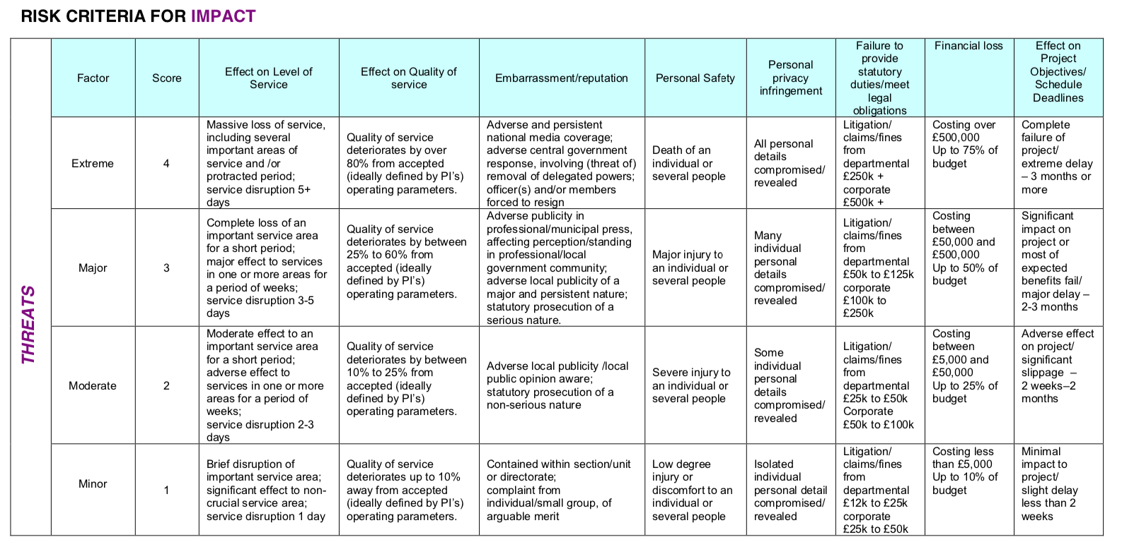 RISK CRITERIA FOR IMPACT
THREATS
Factor
Score
Effect on Level of
Service
Effect on Quality of
service
Embarrassment/reputation
Personal Safety
Personal
privacy
infringement
Failure to
provide
statutory
duties/meet
legal
obligations
Financial loss
Effect on
Project
Objectives/
Schedule
Deadlines
Extreme
4
Massive loss of service,
including several
important areas of
service and /or
protracted period;
service disruption 5+
days
Quality of service
deteriorates by over
80% from accepted
(ideally defined by PI's)
operating parameters.
Adverse and persistent
national media coverage;
adverse central government
response, involving (threat of)
removal of delegated powers;
officer(s) and/or members
forced to resign
Death of an
individual or
several people
All personal
details
compromised/
revealed
Litigation/
claims/fines
from
departmental
£250k +
corporate
£500k +
Costing over
£500,000
Up to 75% of
budget
Complete
failure of
project/
extreme delay
– 3 months or
more
Major
3
Complete loss of an
important service area
for a short period;
major effect to services
in one or more areas for
a period of weeks;
service disruption 3-5
days
Quality of service
deteriorates by between
25% to 60% from
accepted (ideally
defined by PI's)
operating parameters.
Adverse publicity in
professional/municipal press,
affecting perception/standing
in professional/local
government community;
adverse local publicity of a
major and persistent nature;
statutory prosecution of a
serious nature.
Major injury to
an individual or
several people
Many
individual
personal
details
compromised/
revealed
Litigation/
claims/fines
from
departmental
£50k to £125k
corporate
£100k to
£250k
Costing
between
£50,000 and
£500,000
Up to 50% of
budget
Significant
impact on
project or
most of
expected
benefits fail/
major delay –
2-3 months
Moderate
2
Moderate effect to an
important service area
for a short period;
adverse effect to
services in one or more
areas for a period of
weeks;
service disruption 2-3
days
Quality of service
deteriorates by between
10% to 25% from
accepted (ideally
defined by PI's)
operating parameters.
Adverse local publicity /local
public opinion aware;
statutory prosecution of a
non-serious nature
Severe injury to
an individual or
several people
Some
individual
personal
details
compromised/
revealed
Litigation/
claims/fines
from
departmental
£25k to £50k
Corporate
£50k to £100k
Costing
between
£5,000 and
£50,000
Up to 25% of
budget
Adverse effect
on project/
significant
slippage –
2 weeks–2
months
Minor
1
Brief disruption of
important service area;
significant effect to non-
crucial service area;
service disruption 1 day
Quality of service
deteriorates up to 10%
away from accepted
(ideally defined by PI's)
operating parameters.
Contained within section/unit
or directorate;
complaint from
individual/small group, of
arguable merit
Low degree
injury or
discomfort to an
individual or
several people
Isolated
individual
personal detail
compromised/
revealed
Litigation/
claims/fines
from
departmental
£12k to £25k
corporate
£25k to £50k
Costing less
than £5,000
Up to 10% of
budget
Minimal
impact to
project/
slight delay
less than 2
weeks